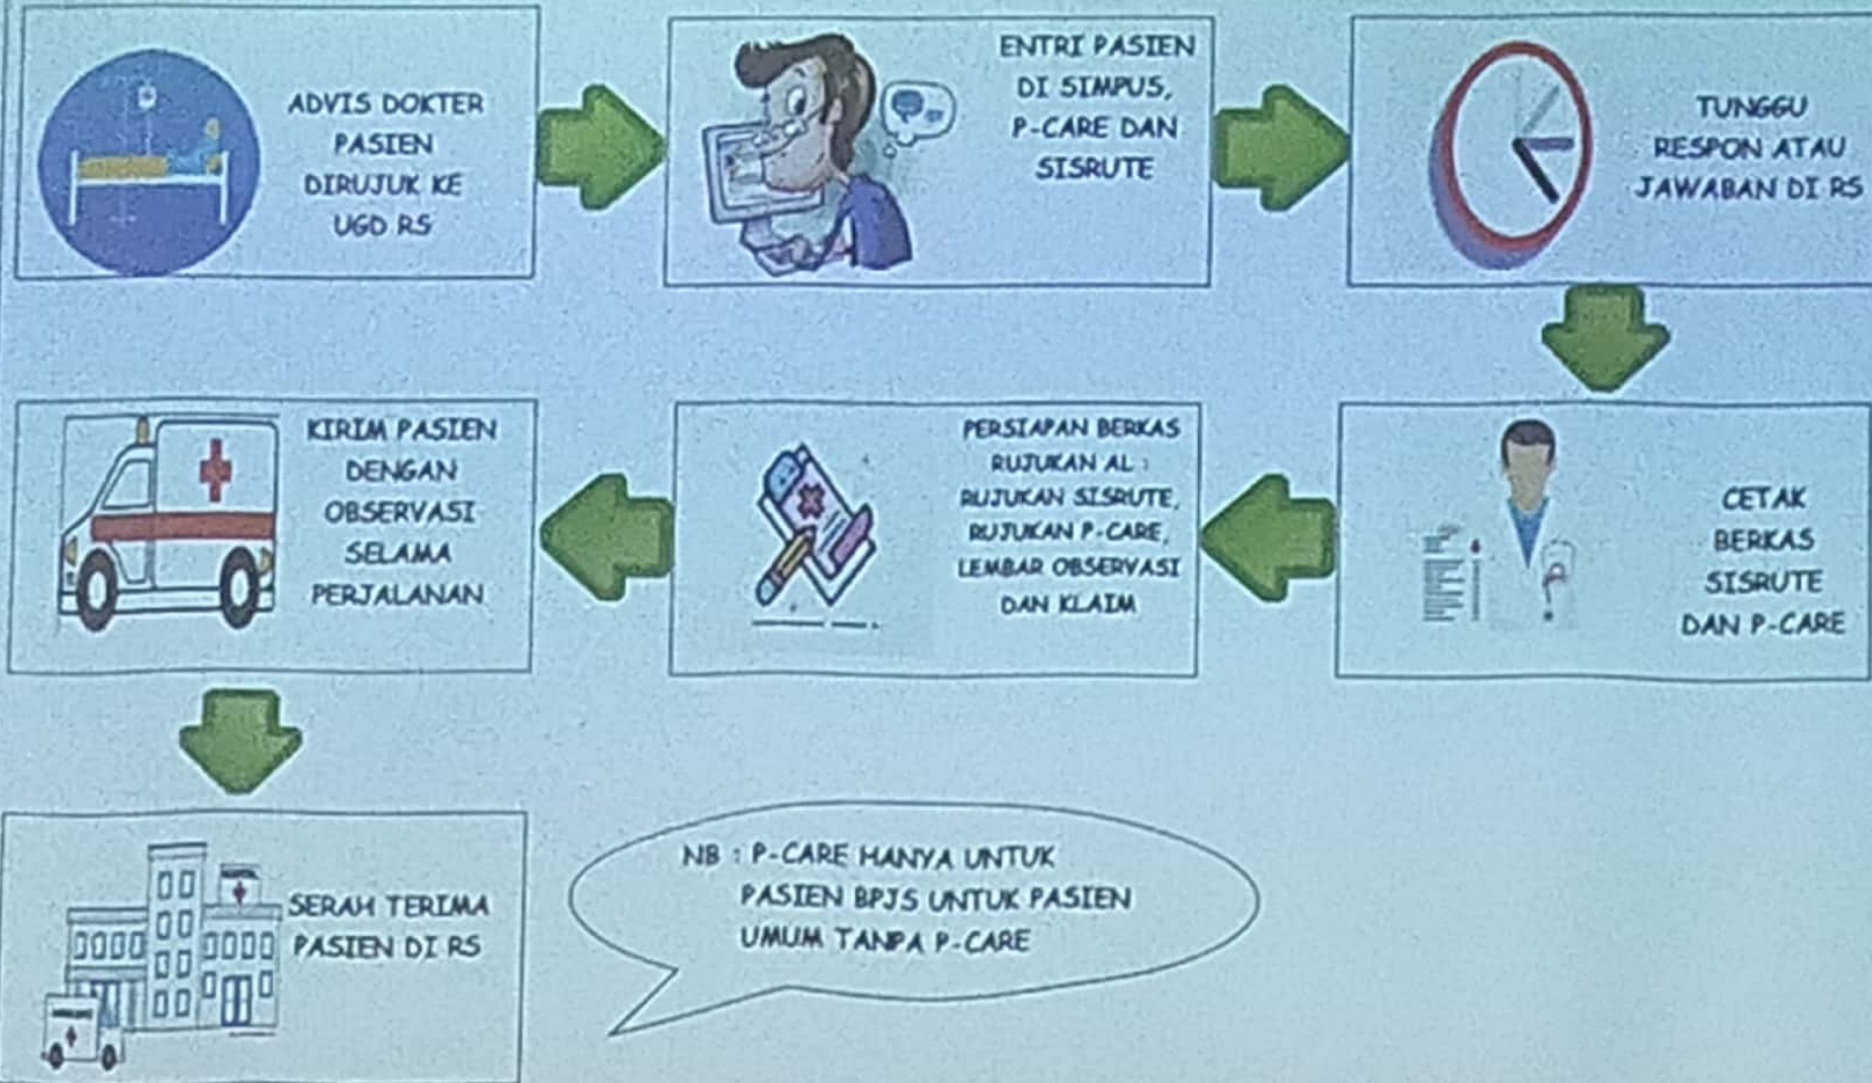 ADVIS DOKTER
PASIEN
DIRUJUK KE
UGD RS
ENTRI PASIEN
DI SIMPUS,
P-CARE DAN
SISRUTE
TUNGGU
RESPON ATAU
JAWABAN DI RS
CETAK
BERKAS
SISRUTE
DAN P-CARE
PERSIAPAN BERKAS
RUJUKAN AL :
RUJUKAN SISRUTE,
RUJUKAN P-CARE,
LEMBAR OBSERVASI
DAN KLAIM
KIRIM PASIEN
DENGAN
OBSERVASI
SELAMA
PERJALANAN
SERAH TERIMA
PASIEN DI RS
NB : P-CARE HANYA UNTUK
PASIEN BPJS UNTUK PASIEN
UMUM TANPA P-CARE